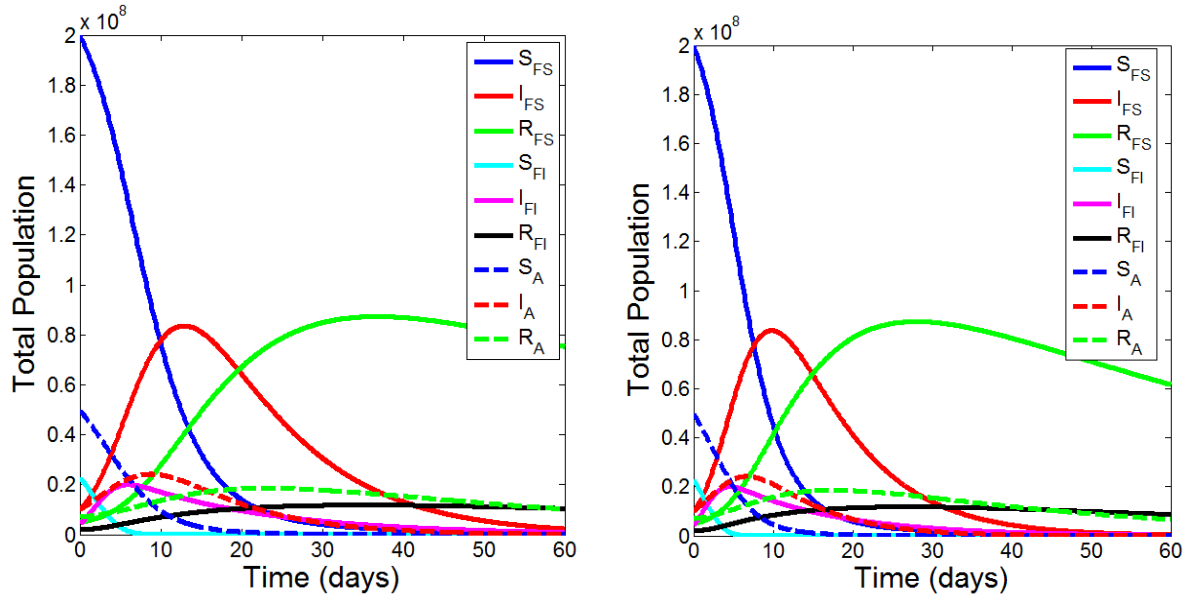 × 10^8
2
1.8
1.6
1.4
1.2
1
0.8
0.6
0.4
0.2
0
0 10 20 30 40 50 60
Total Population
Time (days)
S_FS
I_FS
R_FS
S_FI
I_FI
R_FI
S_A
I_A
R_A
× 10^8
2
1.8
1.6
1.4
1.2
1
0.8
0.6
0.4
0.2
0
0 10 20 30 40 50 60
Total Population
Time (days)
S_FS
I_FS
R_FS
S_FI
I_FI
R_FI
S_A
I_A
R_A